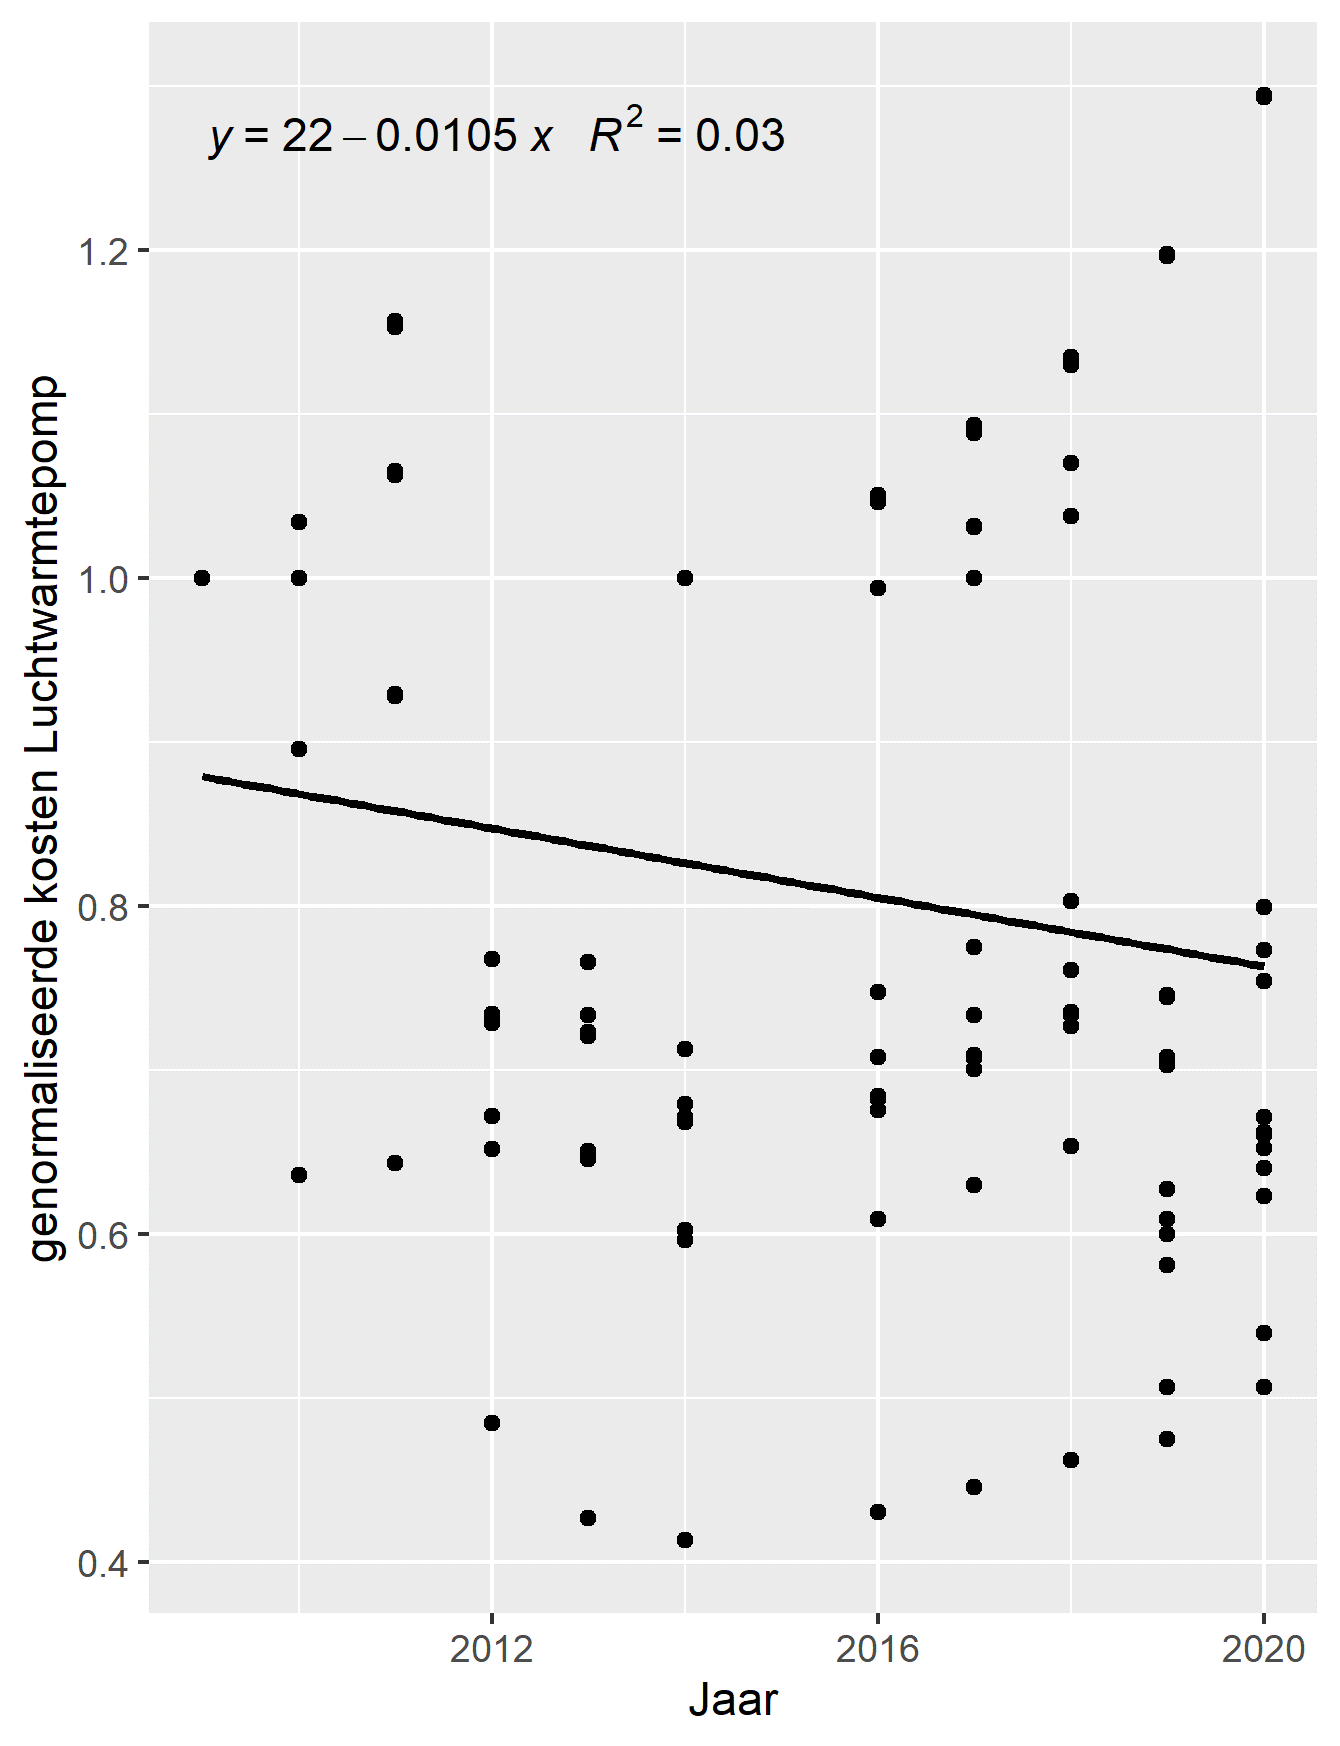 y = 22 – 0.0105 x R² = 0.03
1.2
1.0
0.8
0.6
0.4
genormaliseerde kosten Luchtwarmtepomp
2012 2016 2020
Jaar